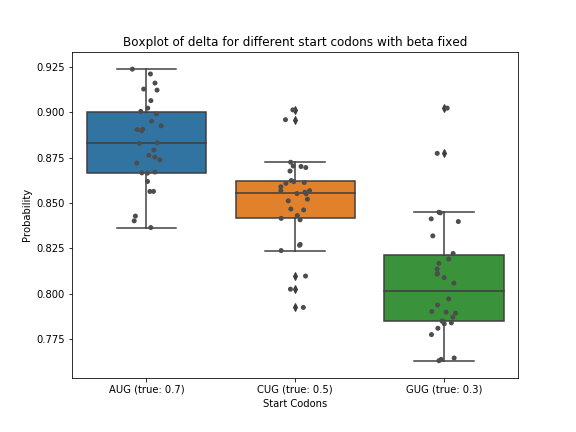 Boxplot of delta for different start codons with beta fixed
0.925
0.900
0.875
0.850
0.825
0.800
0.775
Probability
AUG (true: 0.7) CUG (true: 0.5) GUG (true: 0.3)
Start Codons